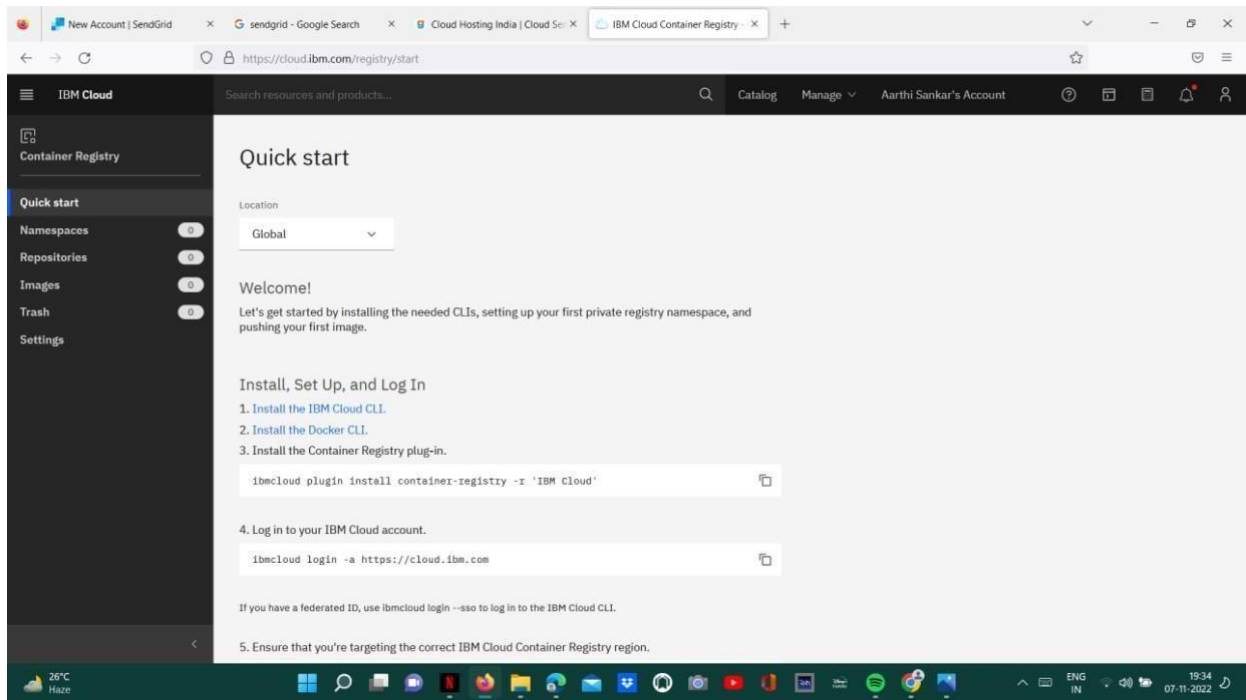 New Account | SendGrid
sendgrid - Google Search
Cloud Hosting India | Cloud Ser
IBM Cloud Container Registry -
https://cloud.ibm.com/registry/start
IBM Cloud
Search resources and products...
Catalog
Manage
Aarthi Sankar's Account
Container Registry
Quick start
Namespaces 0
Repositories 0
Images 0
Trash 0
Settings
Quick start
Location
Global
Welcome!
Let's get started by installing the needed CLIs, setting up your first private registry namespace, and
pushing your first image.
Install, Set Up, and Log In
1. Install the IBM Cloud CLI.
2. Install the Docker CLI.
3. Install the Container Registry plug-in.
ibmcloud plugin install container-registry -r 'IBM Cloud'
4. Log in to your IBM Cloud account.
ibmcloud login -a https://cloud.ibm.com
If you have a federated ID, use ibmcloud login --sso to log in to the IBM Cloud CLI.
5. Ensure that you're targeting the correct IBM Cloud Container Registry region.
26°C
Haze
ENG
IN
19:34
07-11-2022